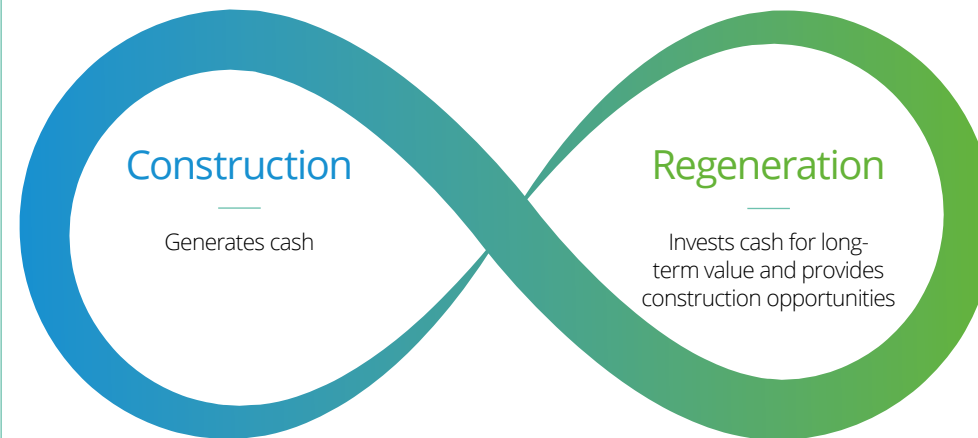 Construction
Generates cash
Regeneration
Invests cash for long-
term value and provides
construction opportunities